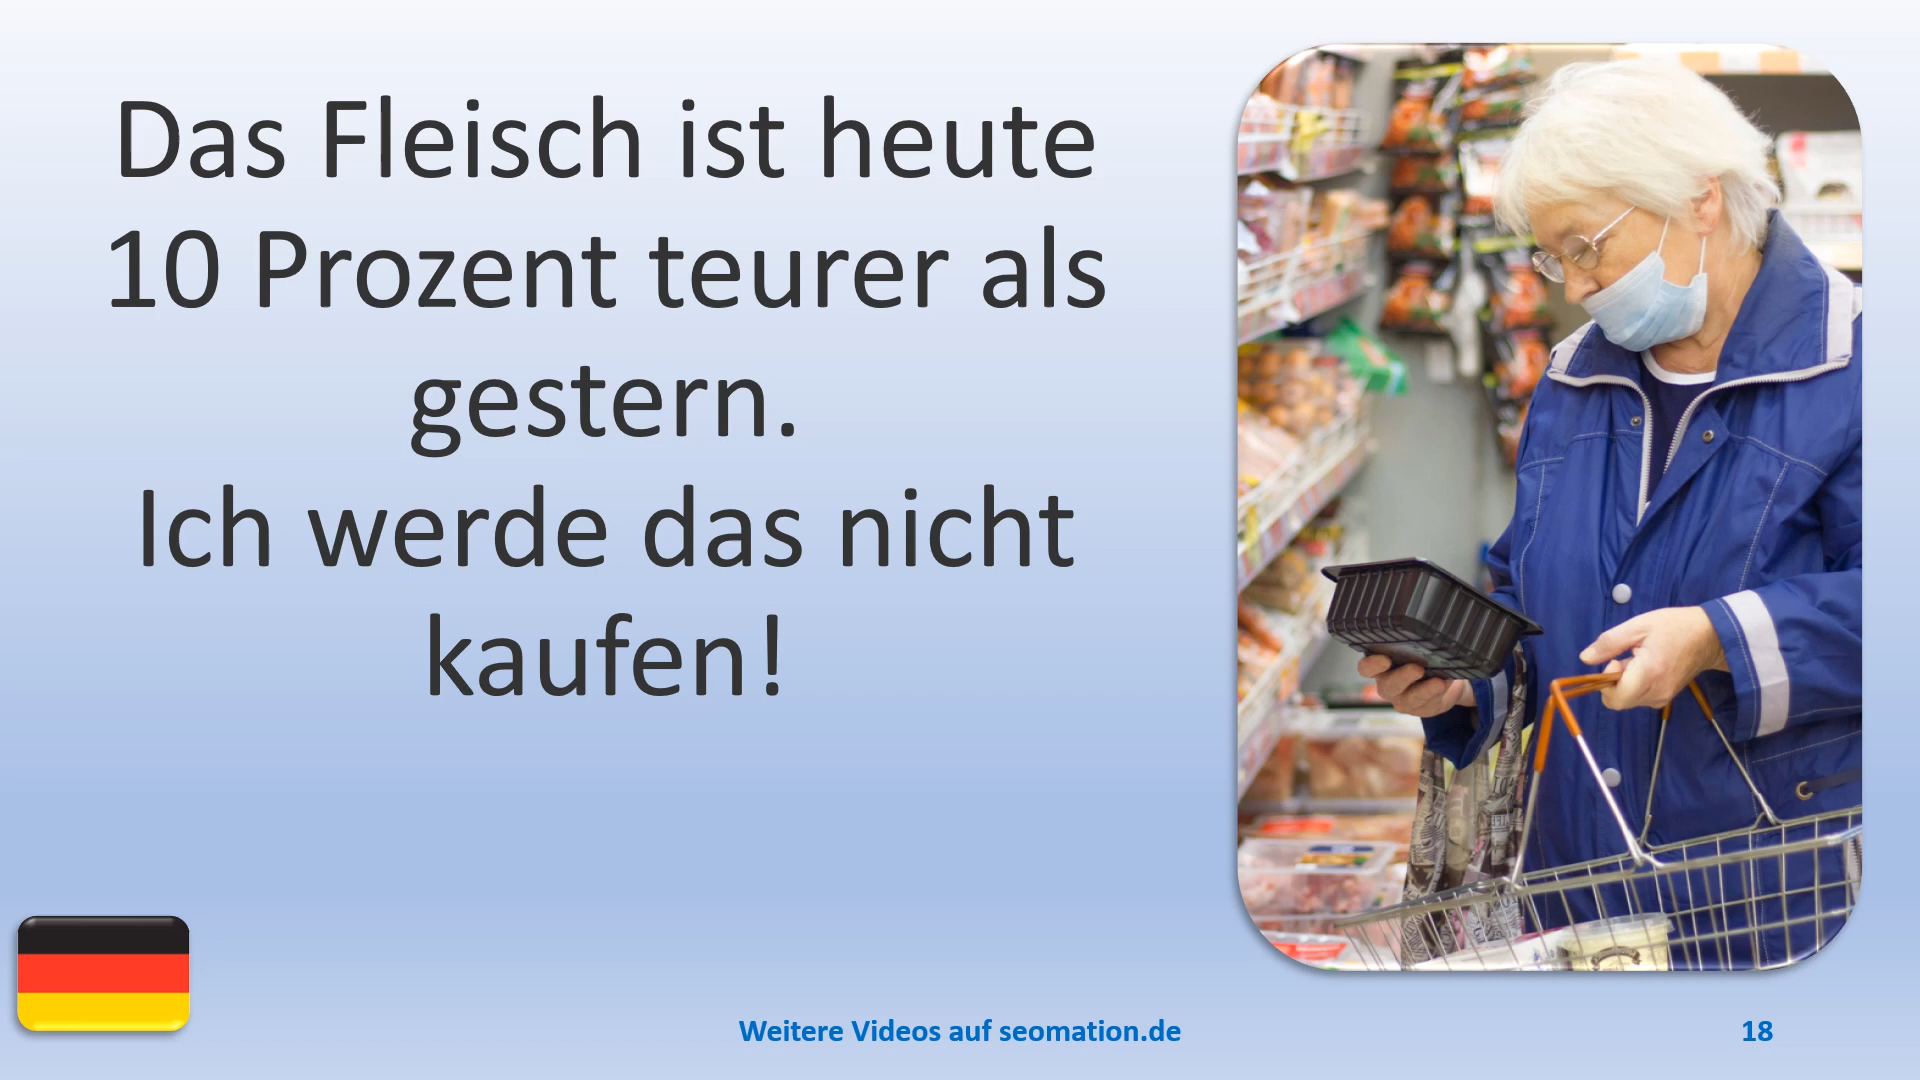 Das Fleisch ist heute
10 Prozent teurer als
gestern.
Ich werde das nicht
kaufen!
Weitere Videos auf seomation.de
18